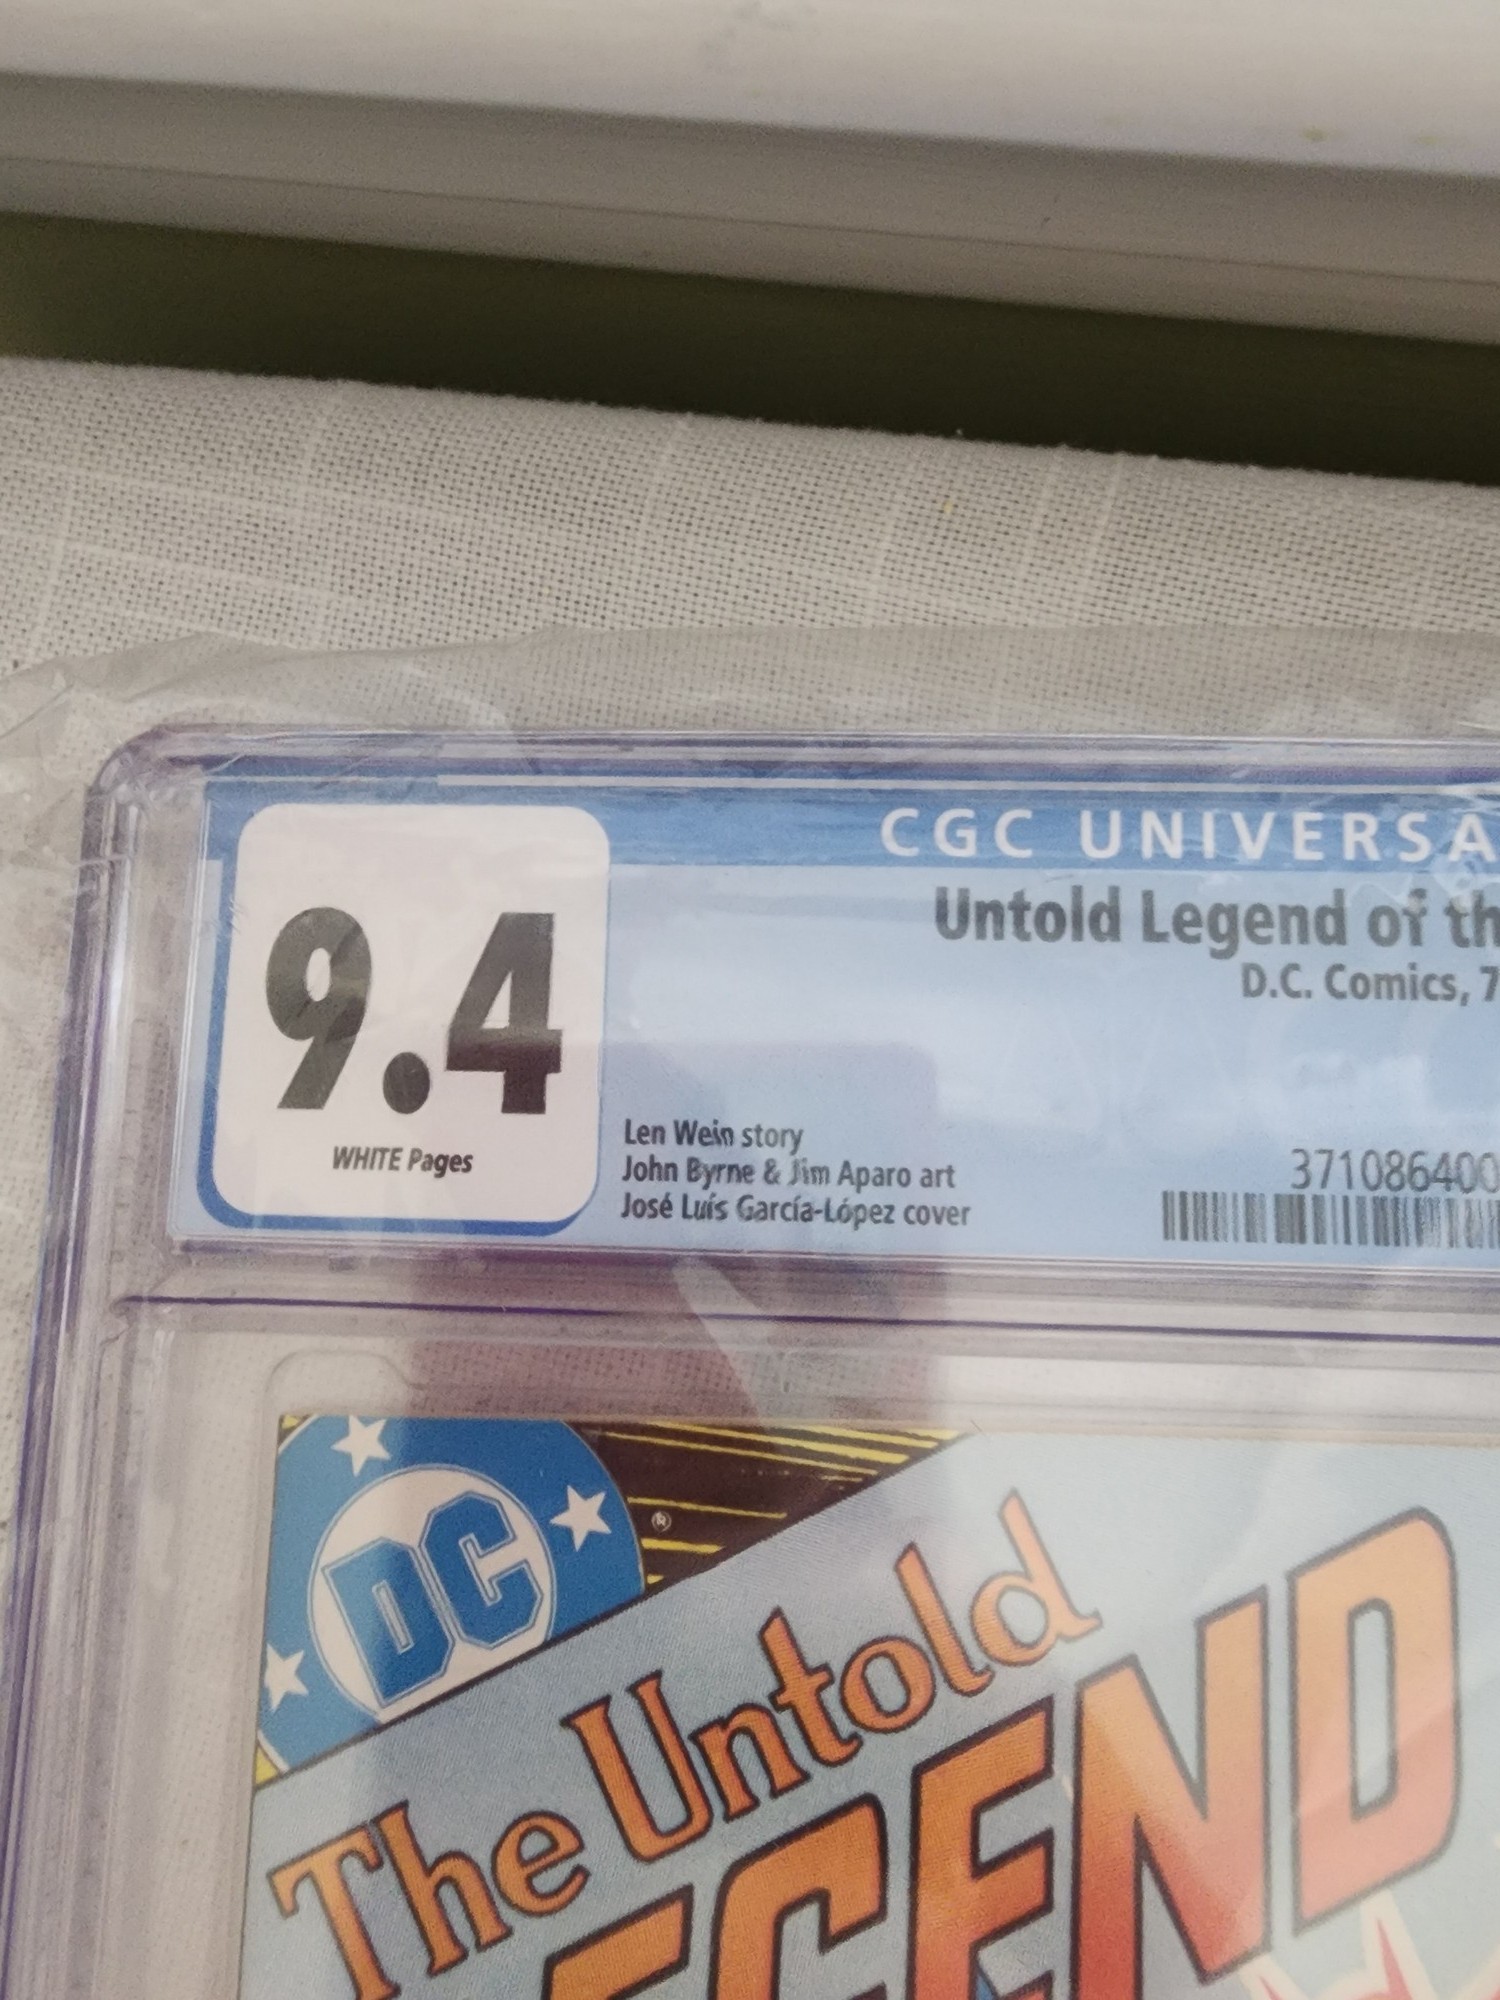 CGC UNIVERSA
Untold Legend of th
D.C. Comics, 7
9.4
WHITE Pages
Len Wein story
John Byrne & Jim Aparo art
José Luís García-López cover
371086400
DC
®
The Untold
LEGEND